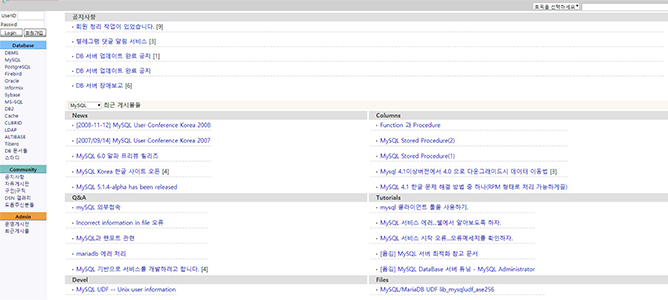 토픽을 선택하세요
UserID
Passwd
Login 회원가입
Database
DBMS
MySQL
PostgreSQL
Firebird
Oracle
Informix
Sybase
MS-SQL
DB2
Cache
CUBRID
LDAP
ALTIBASE
Tibero
DB 문서들
스터디
Community
공지사항
자유게시판
구인|구직
DSN 갤러리
도움주신분들
Admin
운영게시판
최근게시물
공지사항
회원 정리 작업이 있었습니다. [9]
텔레그램 댓글 알림 서비스 [3]
DB 서버 업데이트 완료 공지 [1]
DB 서버 업데이트 완료 공지
DB 서버 장애보고 [6]
MySQL 최근 게시물들
News
[2008-11-12] MySQL User Conference Korea 2008
[2007/09/14] MySQL User Conference Korea 2007
MySQL 6.0 알파 프리뷰 릴리즈
MySQL Korea 한글 사이트 오픈 [4]
MySQL 5.1.4-alpha has been released
Columns
Function 과 Procedure
MySQL Stored Procedure(2)
MySQL Stored Procedure(1)
MySQL 4.1이상버전에서 4.0 으로 다운그레이드시 데이터 이동법 [3]
MySQL 4.1 한글 문제 해결 방법 중 하나(RPM 형태로 처리 가능하게끔)
Q&A
mySQL 외부접속
Incorrect information in file 오류
MySQL과 랜포트 관련
mariadb 에러 처리
MySQL 기반으로 서비스를 개발하려고 합니다. [4]
Tutorials
mysql 클라이언트 툴을 사용하기.
MySQL 서비스 에러...쉘에서 알아보도록 하자.
MySQL 서비스 시작 오류...오류메세지를 확인하자.
[옮김] MySQL 서버 최적화 참고 문서
[옮김] MySQL DataBase 서버 튜닝 - MySQL Administrator
Devel
MySQL UDF -- Unix user information
Files
MySQL/MariaDB UDF lib_mysqludf_ase256